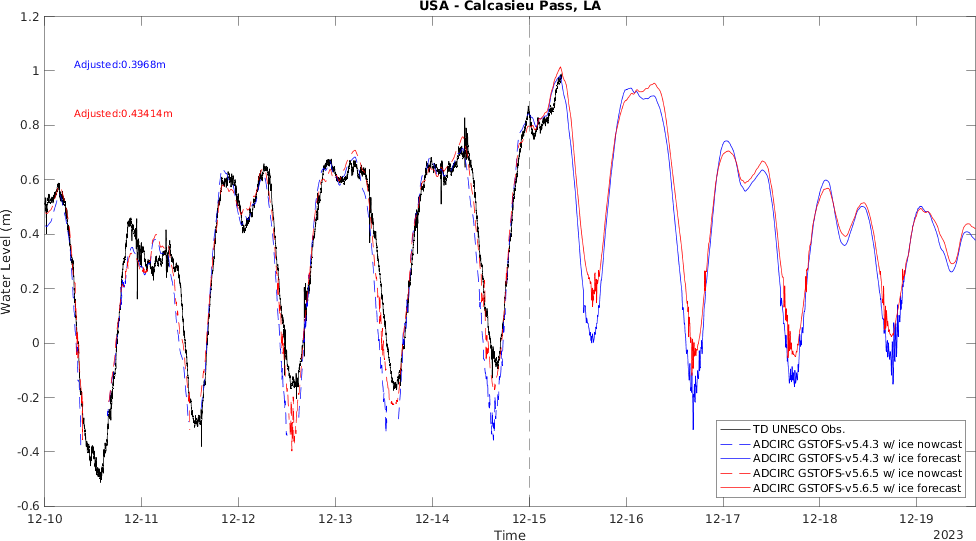 USA - Calcasieu Pass, LA
1.2
1
0.8
0.6
0.4
0.2
0
-0.2
-0.4
-0.6
Water Level (m)
Adjusted:0.3968m
Adjusted:0.43414m
TD UNESCO Obs.
ADCIRC GSTOFS-v5.4.3 w/ ice nowcast
ADCIRC GSTOFS-v5.4.3 w/ ice forecast
ADCIRC GSTOFS-v5.6.5 w/ ice nowcast
ADCIRC GSTOFS-v5.6.5 w/ ice forecast
12-10 12-11 12-12 12-13 12-14 12-15 12-16 12-17 12-18 12-19
Time
2023